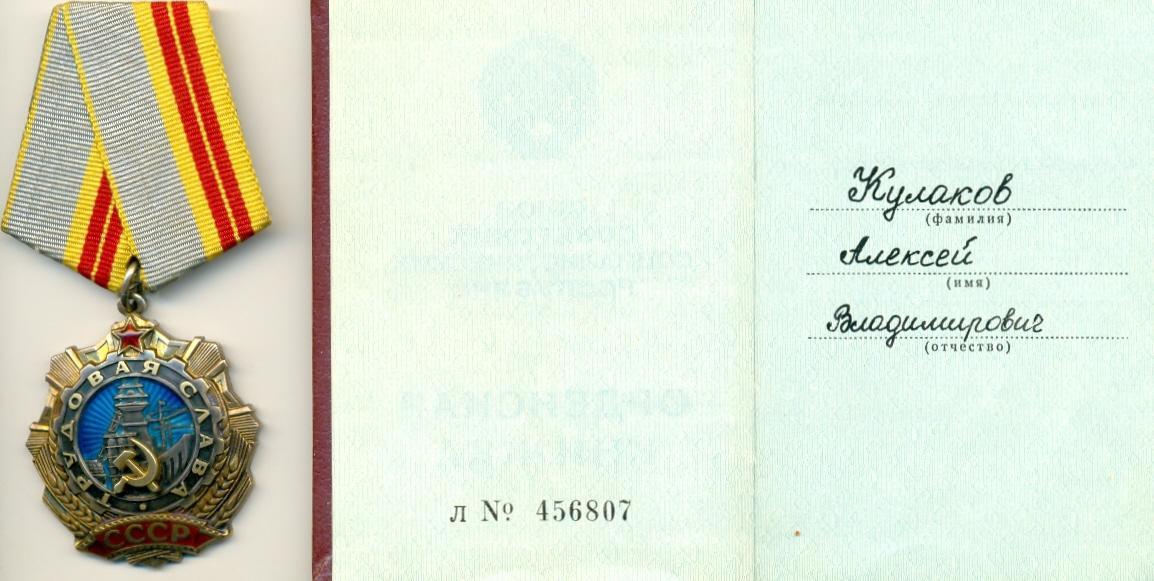 ТРУДОВАЯ СЛАВА
СССР
л № 456807
Кулаков
(фамилия)
Алексей
(имя)
Владимирович
(отчество)